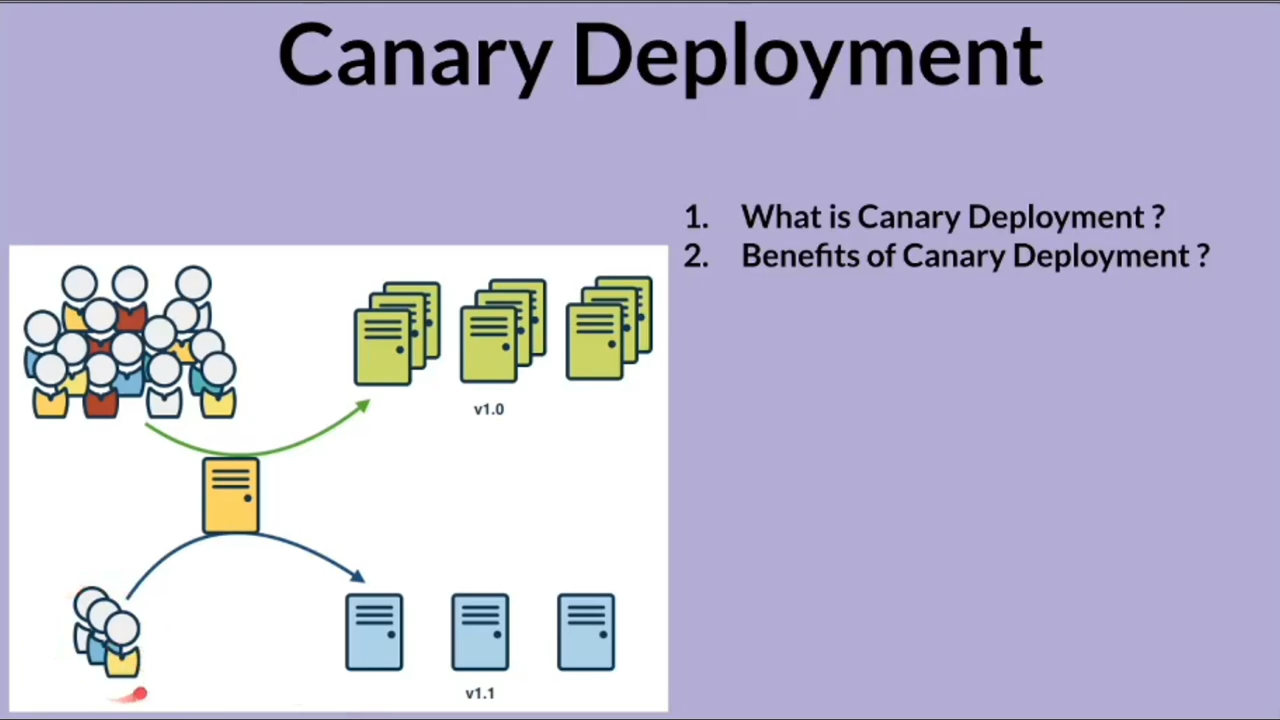 Canary Deployment
1. What is Canary Deployment ?
2. Benefits of Canary Deployment ?
v1.0
v1.1